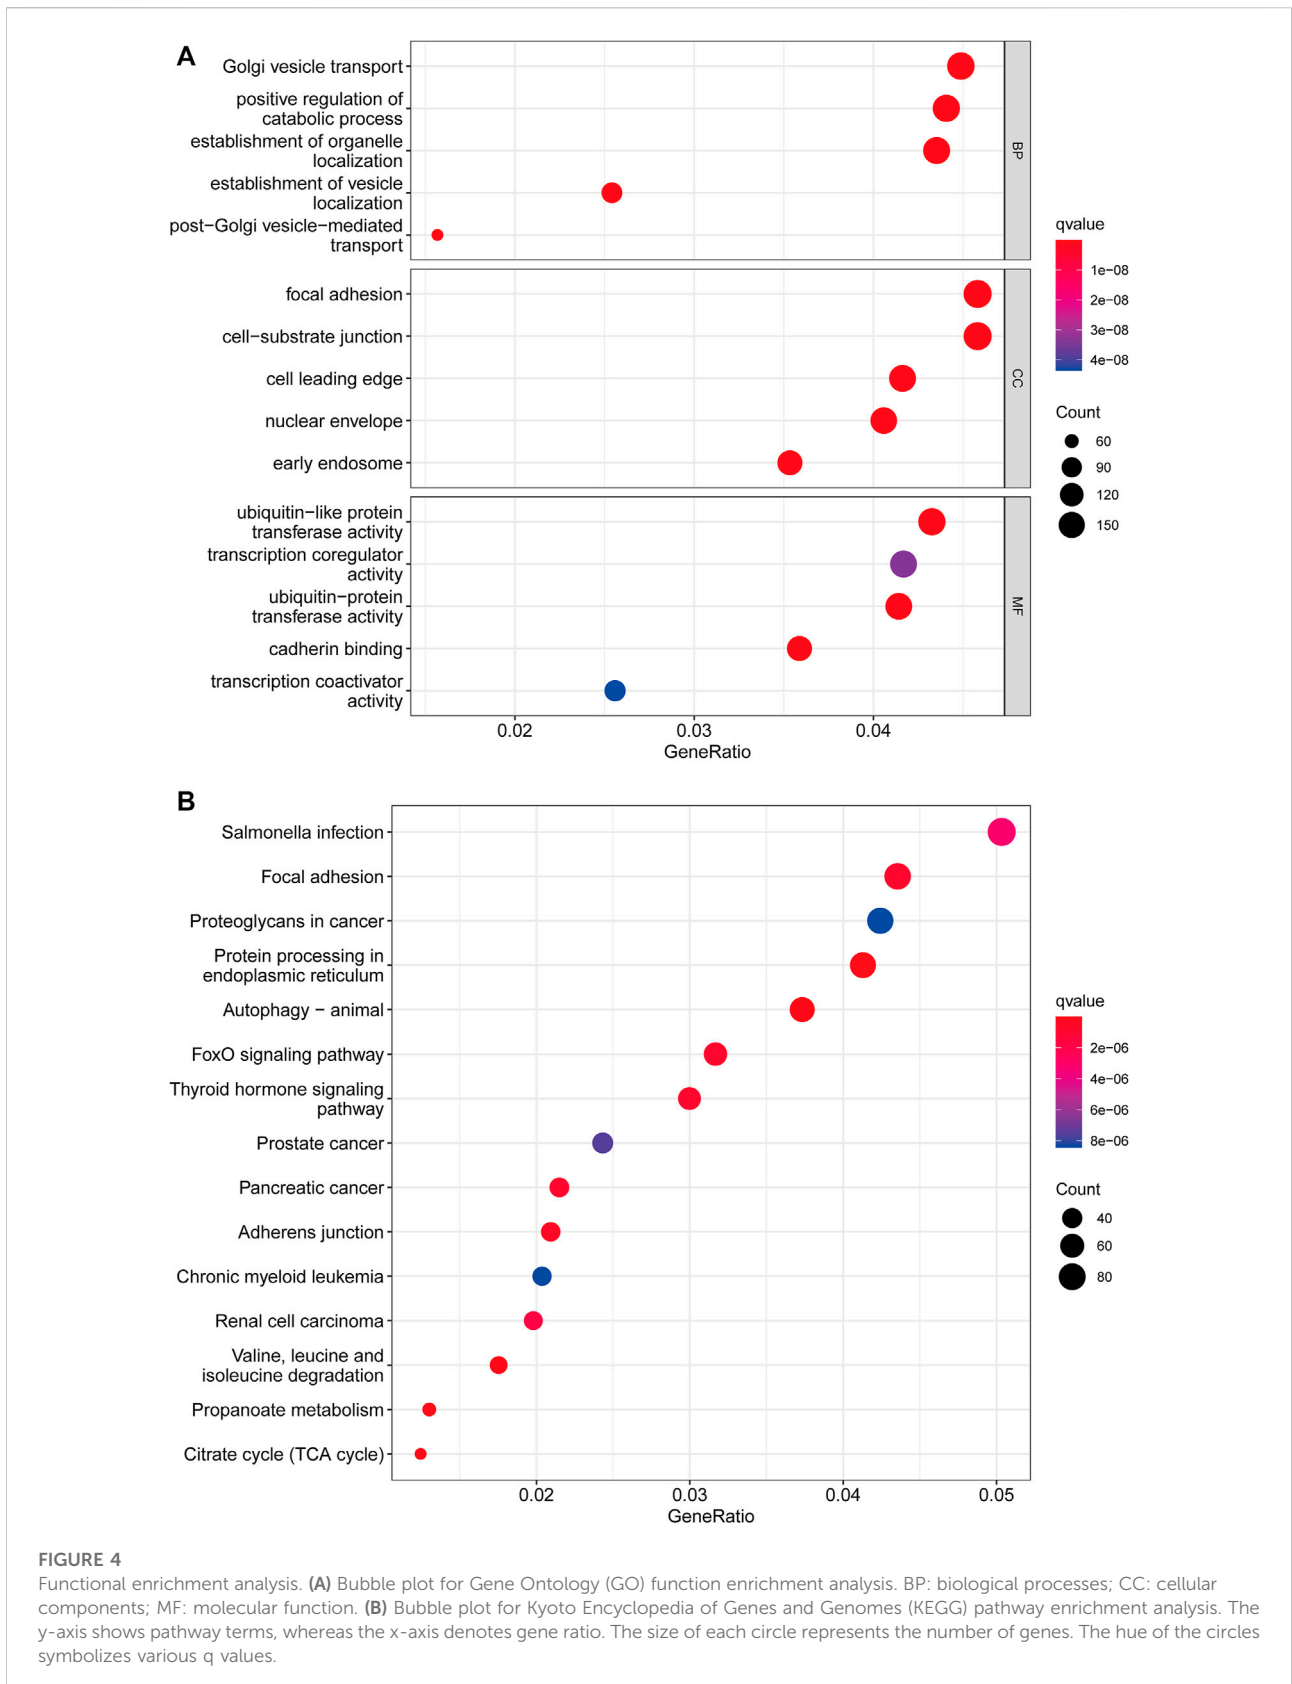 A
Golgi vesicle transport
positive regulation of
catabolic process
establishment of organelle
localization
establishment of vesicle
localization
post−Golgi vesicle−mediated
transport
BP
focal adhesion
cell−substrate junction
cell leading edge
nuclear envelope
early endosome
CC
ubiquitin−like protein
transferase activity
transcription coregulator
activity
ubiquitin−protein
transferase activity
cadherin binding
transcription coactivator
activity
MF
0.02
0.03
0.04
GeneRatio
qvalue
1e−08
2e−08
3e−08
4e−08
Count
60
90
120
150
B
Salmonella infection
Focal adhesion
Proteoglycans in cancer
Protein processing in
endoplasmic reticulum
Autophagy − animal
FoxO signaling pathway
Thyroid hormone signaling
pathway
Prostate cancer
Pancreatic cancer
Adherens junction
Chronic myeloid leukemia
Renal cell carcinoma
Valine, leucine and
isoleucine degradation
Propanoate metabolism
Citrate cycle (TCA cycle)
0.02
0.03
0.04
0.05
GeneRatio
qvalue
2e−06
4e−06
6e−06
8e−06
Count
40
60
80
FIGURE 4
Functional enrichment analysis. (A) Bubble plot for Gene Ontology (GO) function enrichment analysis. BP: biological processes; CC: cellular
components; MF: molecular function. (B) Bubble plot for Kyoto Encyclopedia of Genes and Genomes (KEGG) pathway enrichment analysis. The
y-axis shows pathway terms, whereas the x-axis denotes gene ratio. The size of each circle represents the number of genes. The hue of the circles
symbolizes various q values.